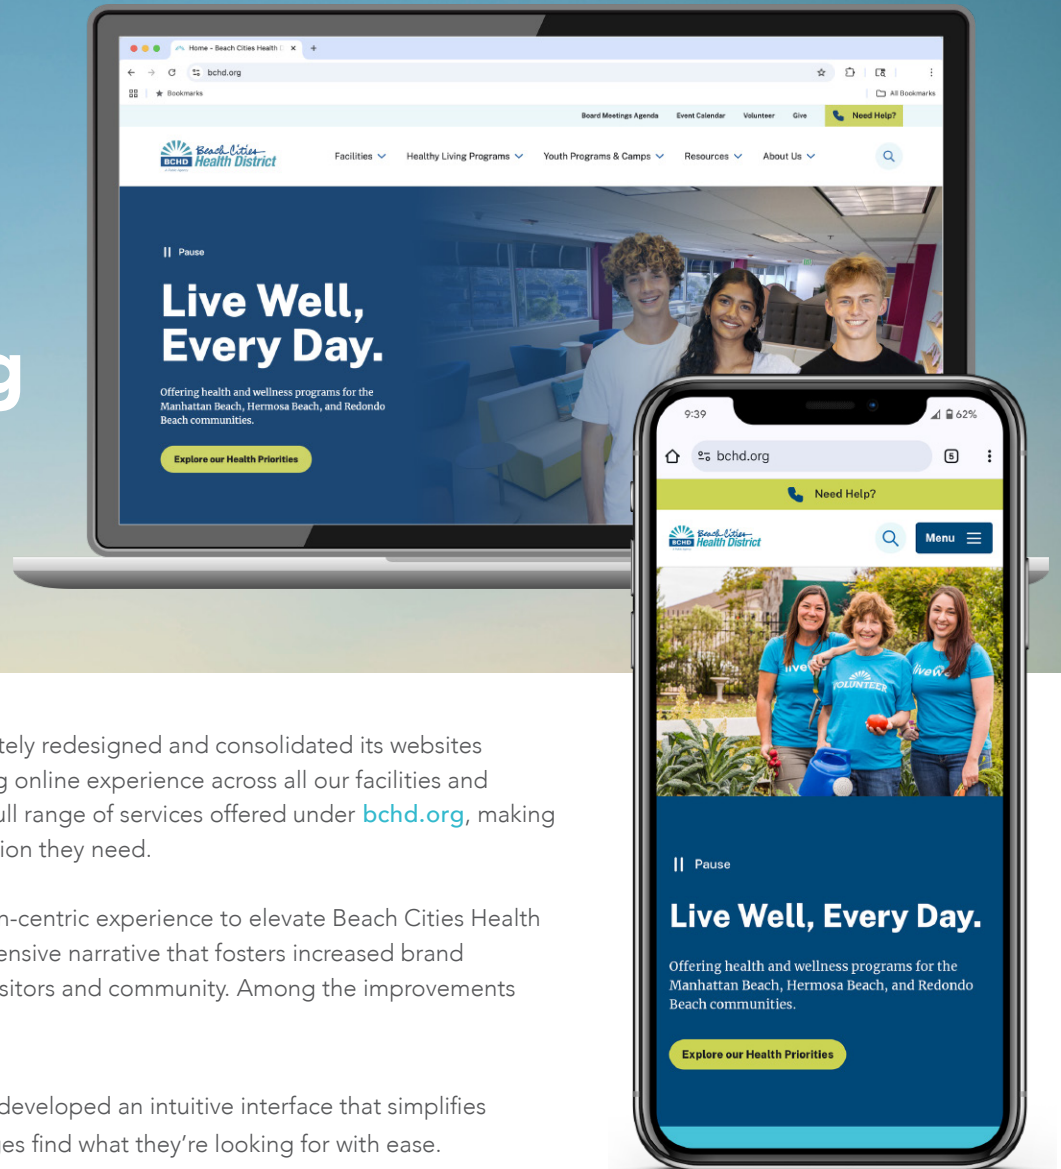 Home - Beach Cities Health
bchd.org
Bookmarks
All Bookmarks
Board Meetings Agenda Event Calendar Volunteer Give Need Help?
BCHD Beach Cities Health District
Facilities Healthy Living Programs Youth Programs & Camps Resources About Us
Pause
Live Well,
Every Day.
Offering health and wellness programs for the
Manhattan Beach, Hermosa Beach, and Redondo
Beach communities.
Explore our Health Priorities
g
9:39 62%
bchd.org 5
Need Help?
BCHD Beach Cities Health District
Menu
livewell
VOLUNTEER
livewell
Pause
Live Well, Every Day.
Offering health and wellness programs for the
Manhattan Beach, Hermosa Beach, and Redondo
Beach communities.
Explore our Health Priorities
tely redesigned and consolidated its websites
g online experience across all our facilities and
ull range of services offered under bchd.org, making
ion they need.
n-centric experience to elevate Beach Cities Health
ensive narrative that fosters increased brand
isitors and community. Among the improvements
developed an intuitive interface that simplifies
ges find what they’re looking for with ease.